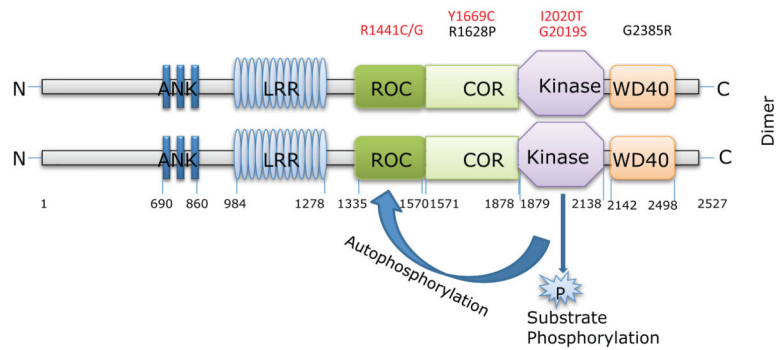 Y1669C I2020T
R1441C/G R1628P G2019S G2385R
N ANK LRR ROC COR Kinase WD40 C
N ANK LRR ROC COR Kinase WD40 C
Dimer
1 690 860 984 1278 1335 1570 1571 1878 1879 2138 2142 2498 2527
Autophosphorylation
P
Substrate
Phosphorylation